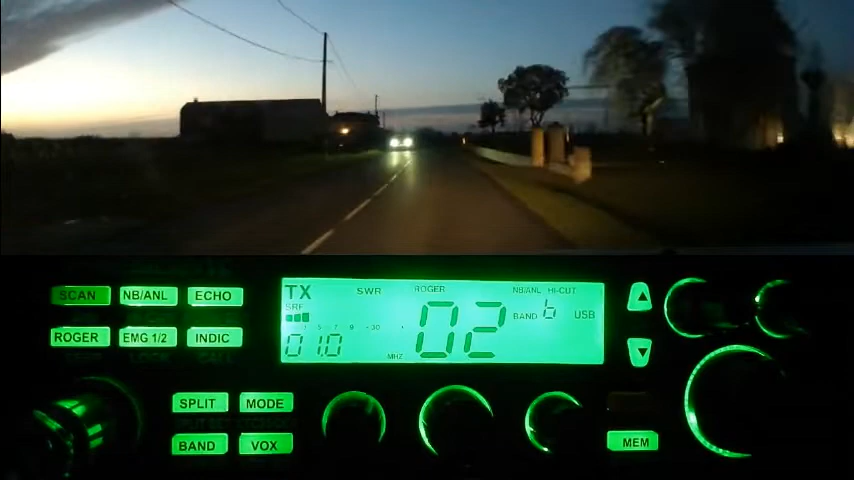 SCAN NB/ANL ECHO
ROGER EMG 1/2 INDIC
SPLIT MODE
BAND VOX
TX SWR ROGER NB/ANL HI-CUT
SRF
02 BAND 6 USB
5 7 9 +30
01.0 MHZ
MEM